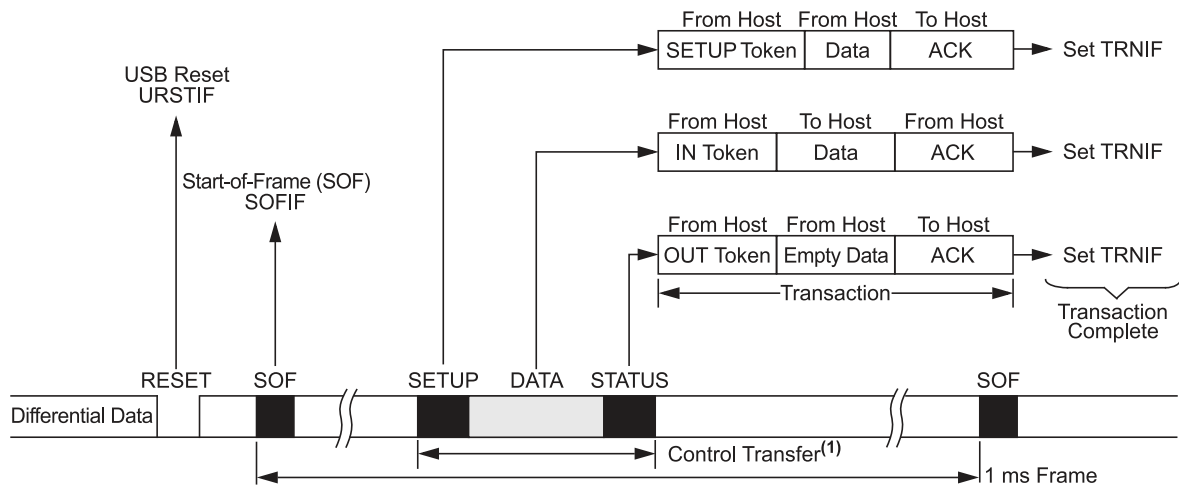 From Host From Host To Host
SETUP Token Data ACK Set TRNIF
USB Reset
URSTIF
From Host To Host From Host
IN Token Data ACK Set TRNIF
Start-of-Frame (SOF)
SOFIF
From Host From Host To Host
OUT Token Empty Data ACK Set TRNIF
Transaction
Transaction
Complete
RESET SOF SETUP DATA STATUS SOF
Differential Data
Control Transfer(1)
1 ms Frame